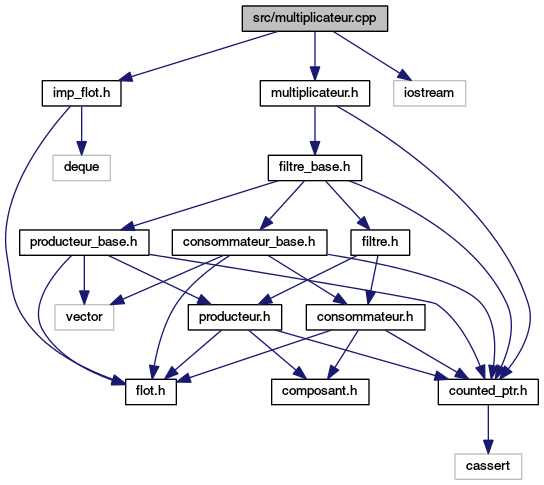 src/multiplicateur.cpp
imp_flot.h
multiplicateur.h
iostream
deque
filtre_base.h
producteur_base.h
consommateur_base.h
filtre.h
vector
producteur.h
consommateur.h
flot.h
composant.h
counted_ptr.h
cassert